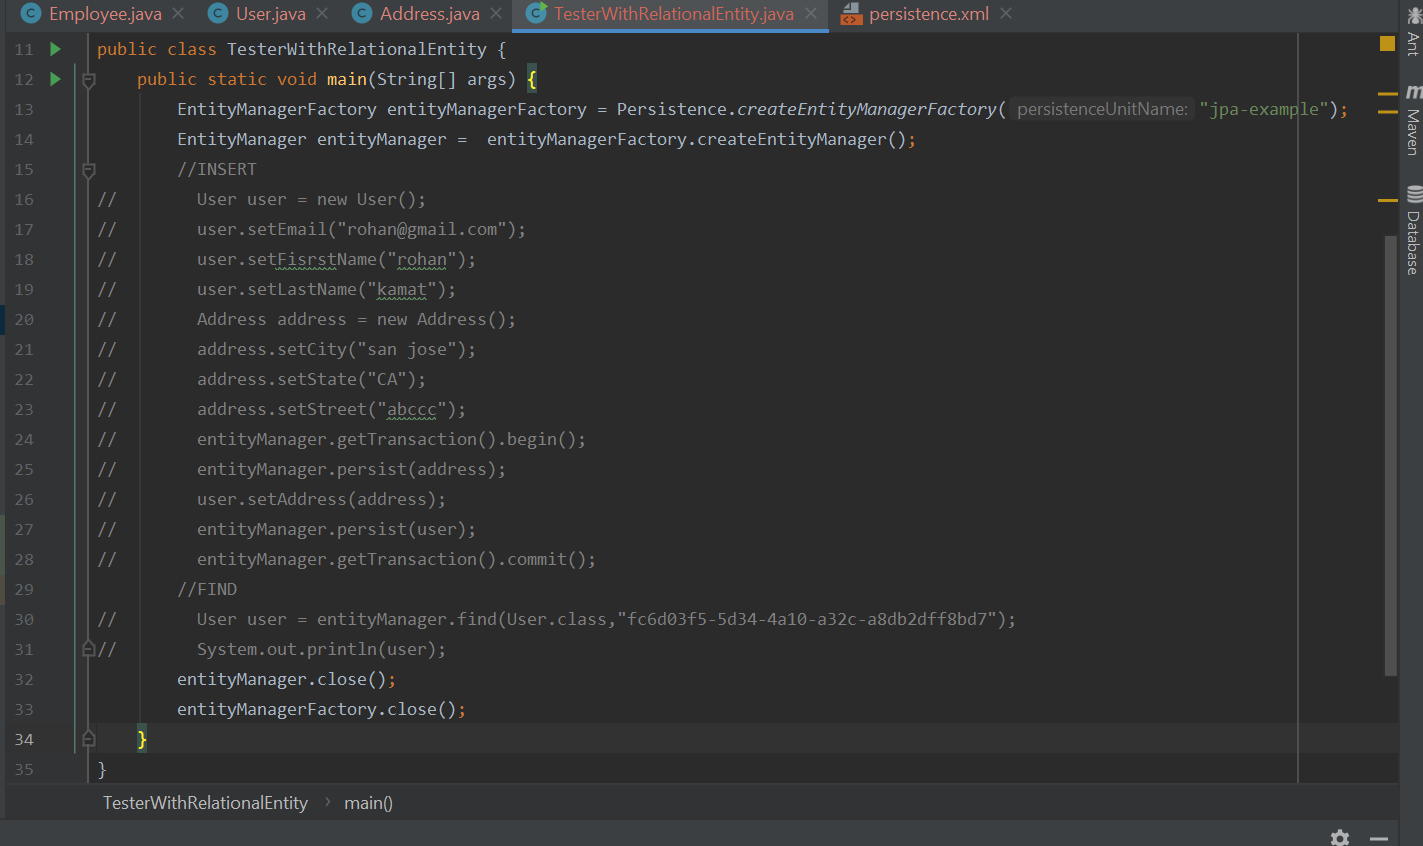 Employee.java User.java Address.java TesterWithRelationalEntity.java persistence.xml
11 public class TesterWithRelationalEntity {
12 public static void main(String[] args) {
13 EntityManagerFactory entityManagerFactory = Persistence.createEntityManagerFactory( persistenceUnitName: "jpa-example");
14 EntityManager entityManager =  entityManagerFactory.createEntityManager();
15 //INSERT
16 // User user = new User();
17 // user.setEmail("rohan@gmail.com");
18 // user.setFisrstName("rohan");
19 // user.setLastName("kamat");
20 // Address address = new Address();
21 // address.setCity("san jose");
22 // address.setState("CA");
23 // address.setStreet("abccc");
24 // entityManager.getTransaction().begin();
25 // entityManager.persist(address);
26 // user.setAddress(address);
27 // entityManager.persist(user);
28 // entityManager.getTransaction().commit();
29 //FIND
30 // User user = entityManager.find(User.class,"fc6d03f5-5d34-4a10-a32c-a8db2dff8bd7");
31 // System.out.println(user);
32 entityManager.close();
33 entityManagerFactory.close();
34 }
35 }
TesterWithRelationalEntity › main()
Ant
m Maven
Database